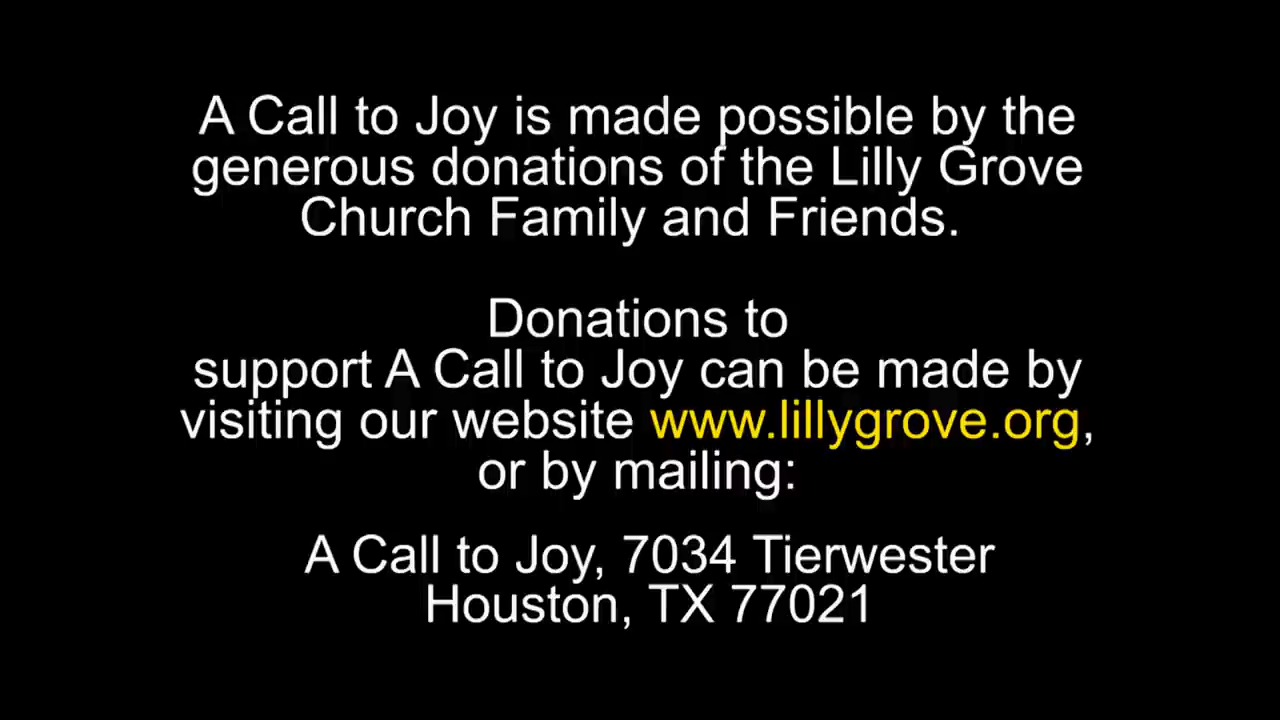 A Call to Joy is made possible by the
generous donations of the Lilly Grove
Church Family and Friends.
Donations to
support A Call to Joy can be made by
visiting our website www.lillygrove.org,
or by mailing:
A Call to Joy, 7034 Tierwester
Houston, TX 77021